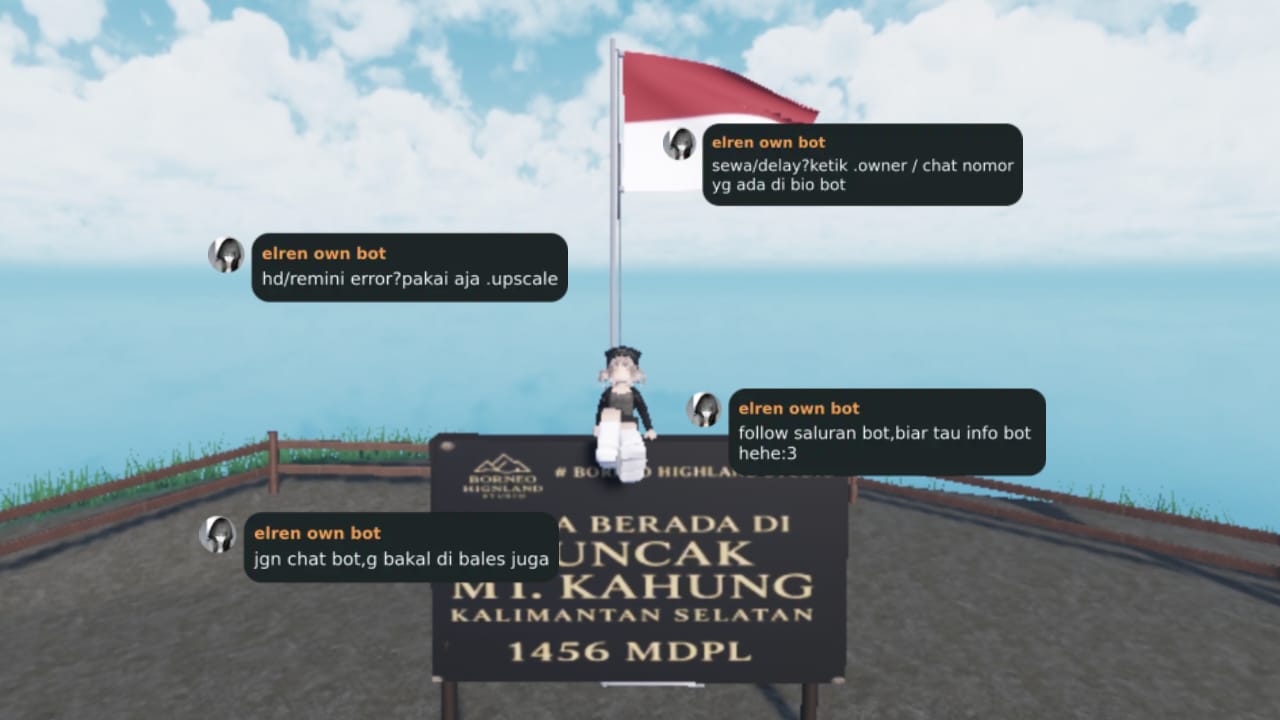 elren own bot
sewa/delay?ketik .owner / chat nomor
yg ada di bio bot
elren own bot
hd/remini error?pakai aja .upscale
elren own bot
follow saluran bot,biar tau info bot
hehe:3
elren own bot
jgn chat bot,g bakal di bales juga
BORNEO
HIGHLAND
STUDIO
#
BERADA DI
MT. KAHUNG
KALIMANTAN SELATAN
1456 MDPL